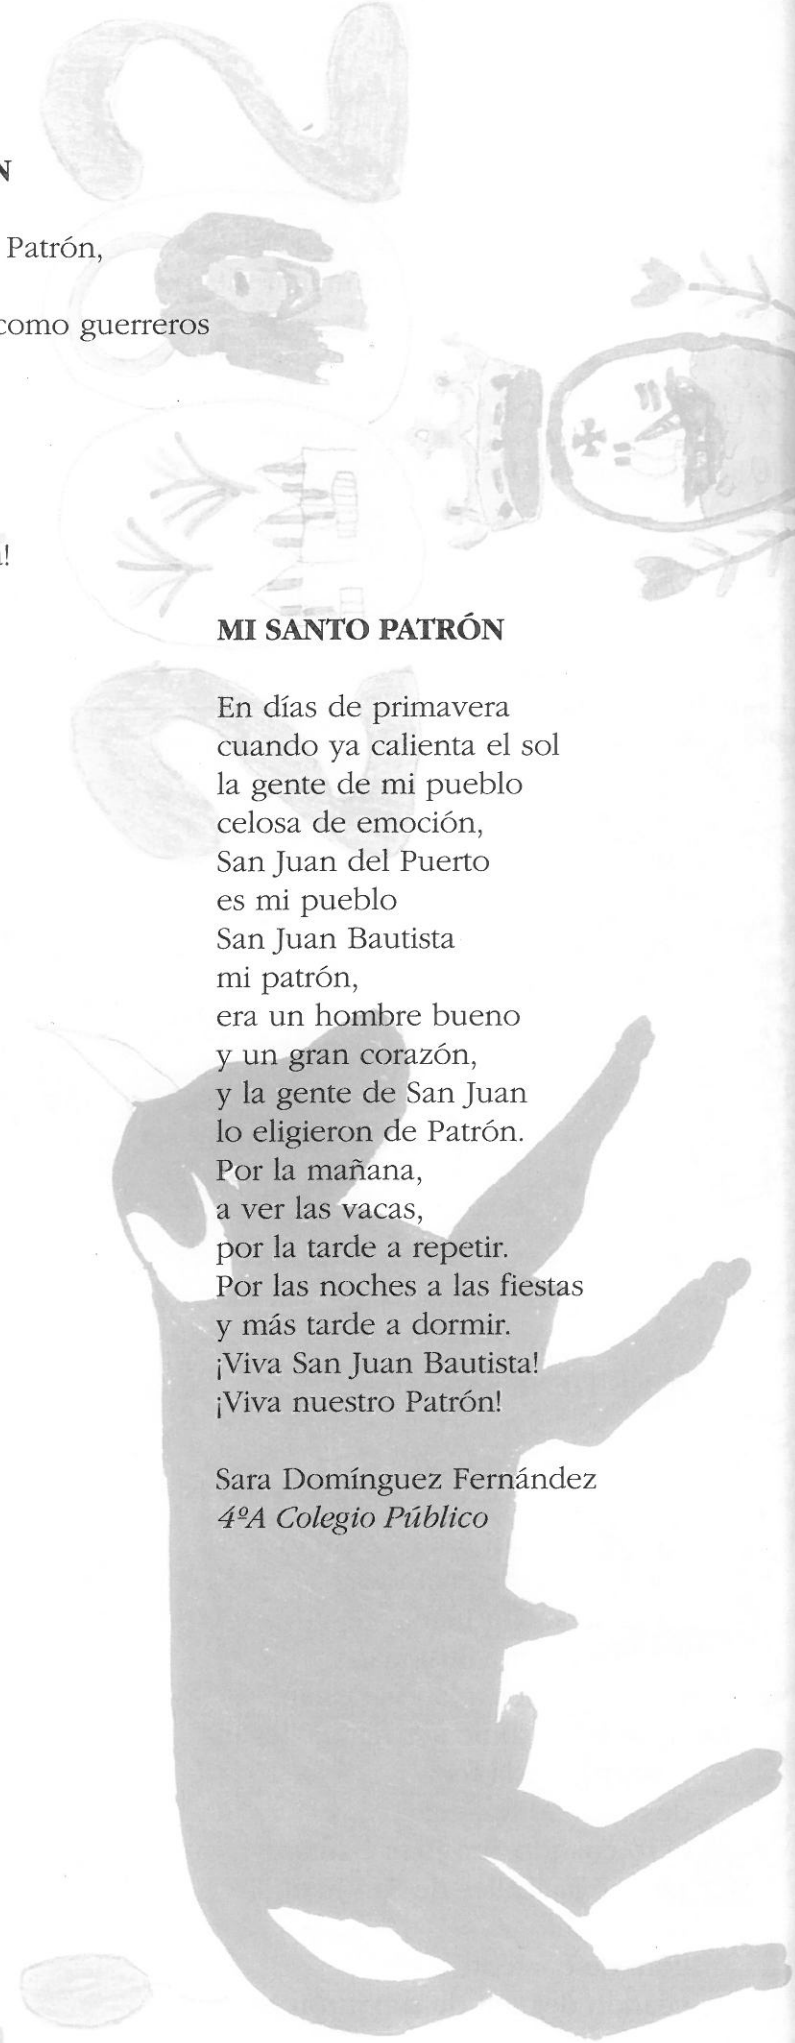 N
Patrón,
como guerreros
!
MI SANTO PATRÓN
En días de primavera
cuando ya calienta el sol
la gente de mi pueblo
celosa de emoción,
San Juan del Puerto
es mi pueblo
San Juan Bautista
mi patrón,
era un hombre bueno
y un gran corazón,
y la gente de San Juan
lo eligieron de Patrón.
Por la mañana,
a ver las vacas,
por la tarde a repetir.
Por las noches a las fiestas
y más tarde a dormir.
¡Viva San Juan Bautista!
¡Viva nuestro Patrón!
Sara Domínguez Fernández
4ºA Colegio Público